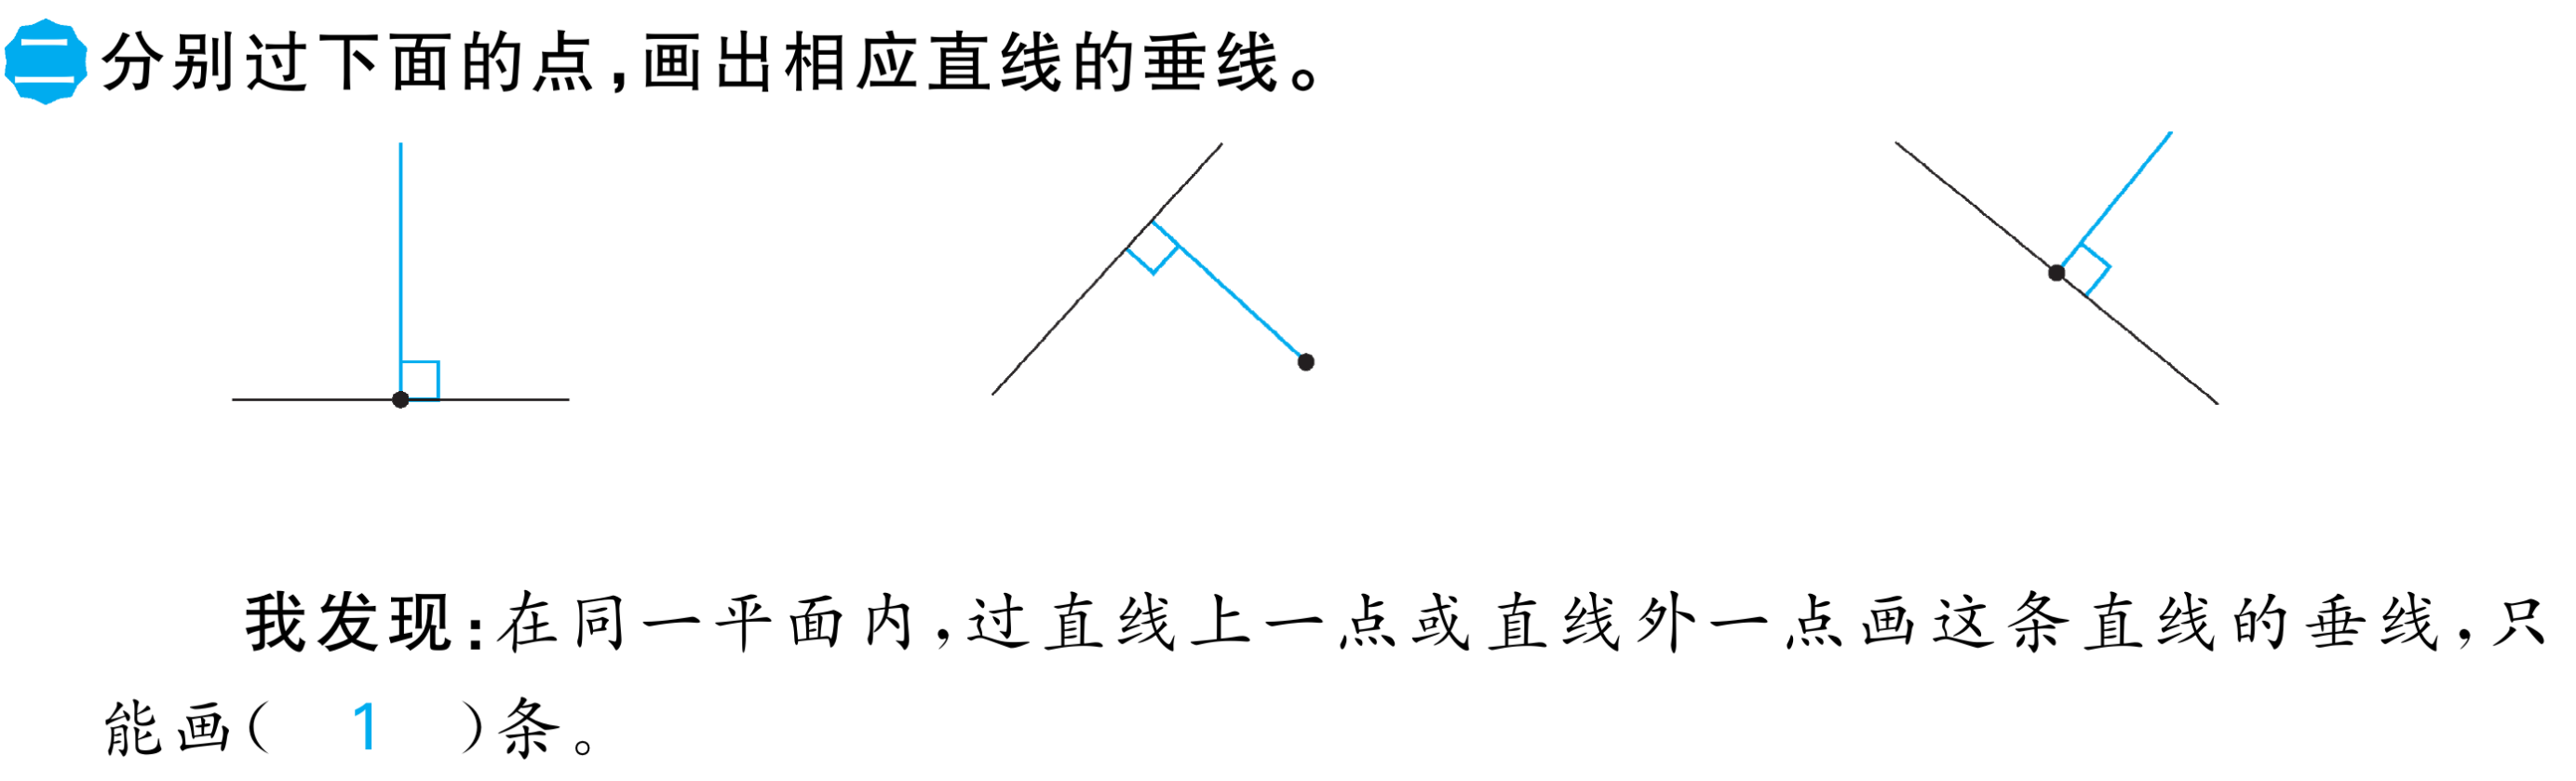 二 分别过下面的点,画出相应直线的垂线。
我发现:在同一平面内,过直线上一点或直线外一点画这条直线的垂线,只
能画( 1 )条。